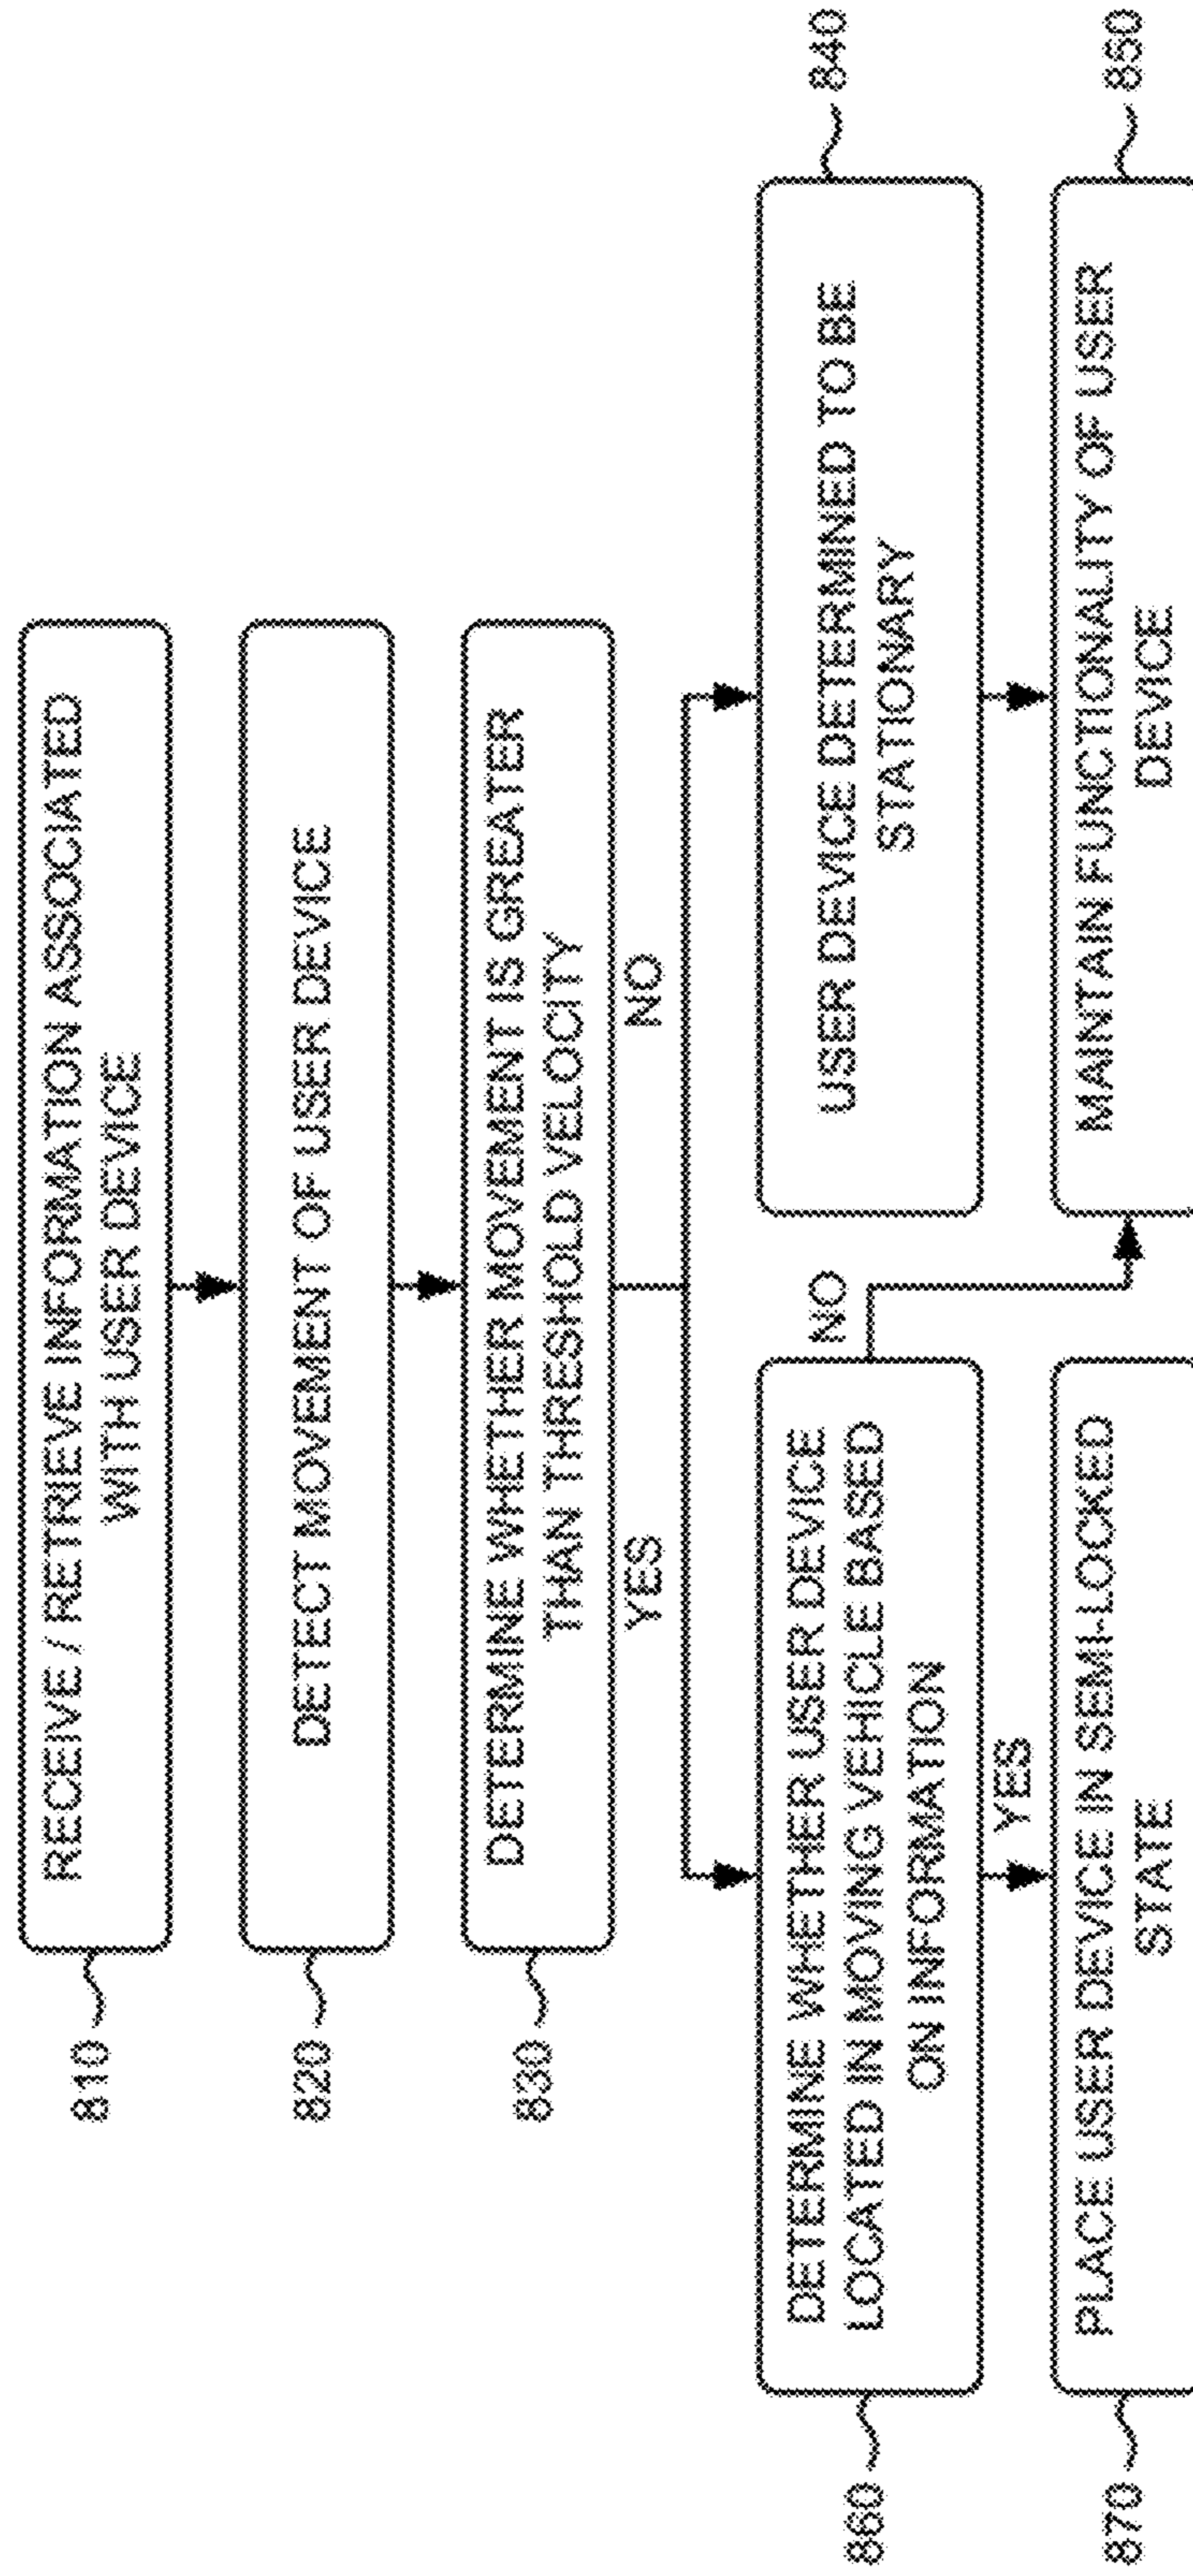 810
RECEIVE / RETRIEVE INFORMATION ASSOCIATED
WITH USER DEVICE
820
DETECT MOVEMENT OF USER DEVICE
830
DETERMINE WHETHER MOVEMENT IS GREATER
THAN THRESHOLD VELOCITY
YES
NO
860
DETERMINE WHETHER USER DEVICE
LOCATED IN MOVING VEHICLE BASED
ON INFORMATION
NO
USER DEVICE DETERMINED TO BE
STATIONARY
840
YES
870
PLACE USER DEVICE IN SEMI-LOCKED
STATE
MAINTAIN FUNCTIONALITY OF USER
DEVICE
850